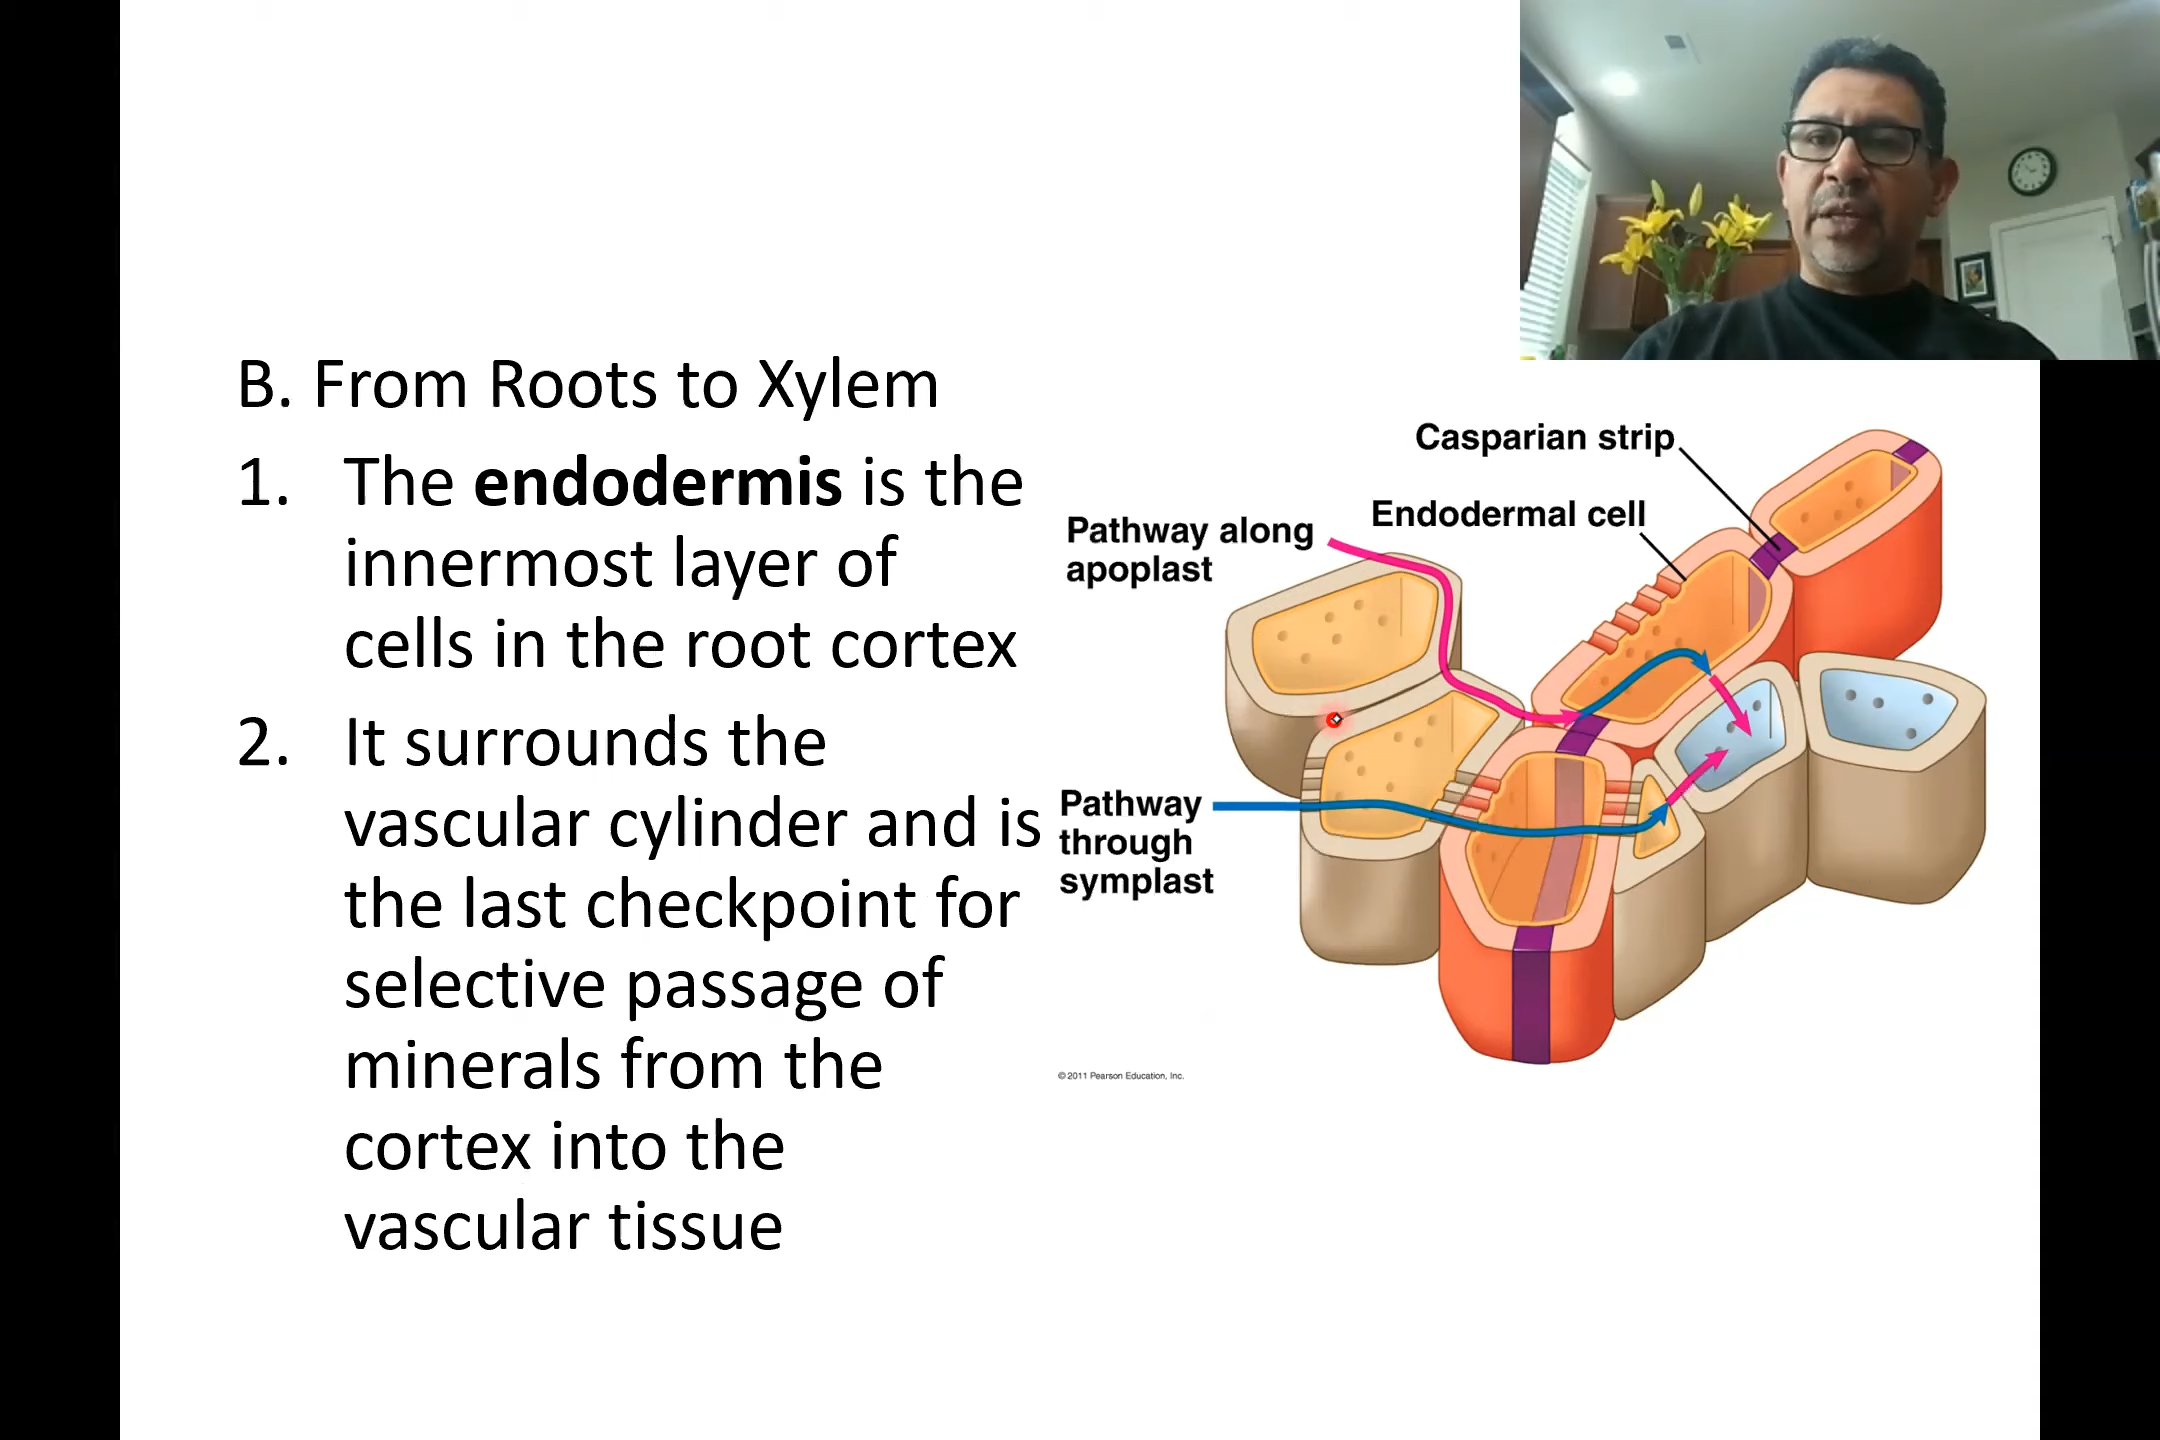 B. From Roots to Xylem
1. The endodermis is the
innermost layer of
cells in the root cortex
2. It surrounds the
vascular cylinder and is
the last checkpoint for
selective passage of
minerals from the
cortex into the
vascular tissue
Casparian strip
Endodermal cell
Pathway along
apoplast
Pathway
through
symplast
© 2011 Pearson Education, Inc.